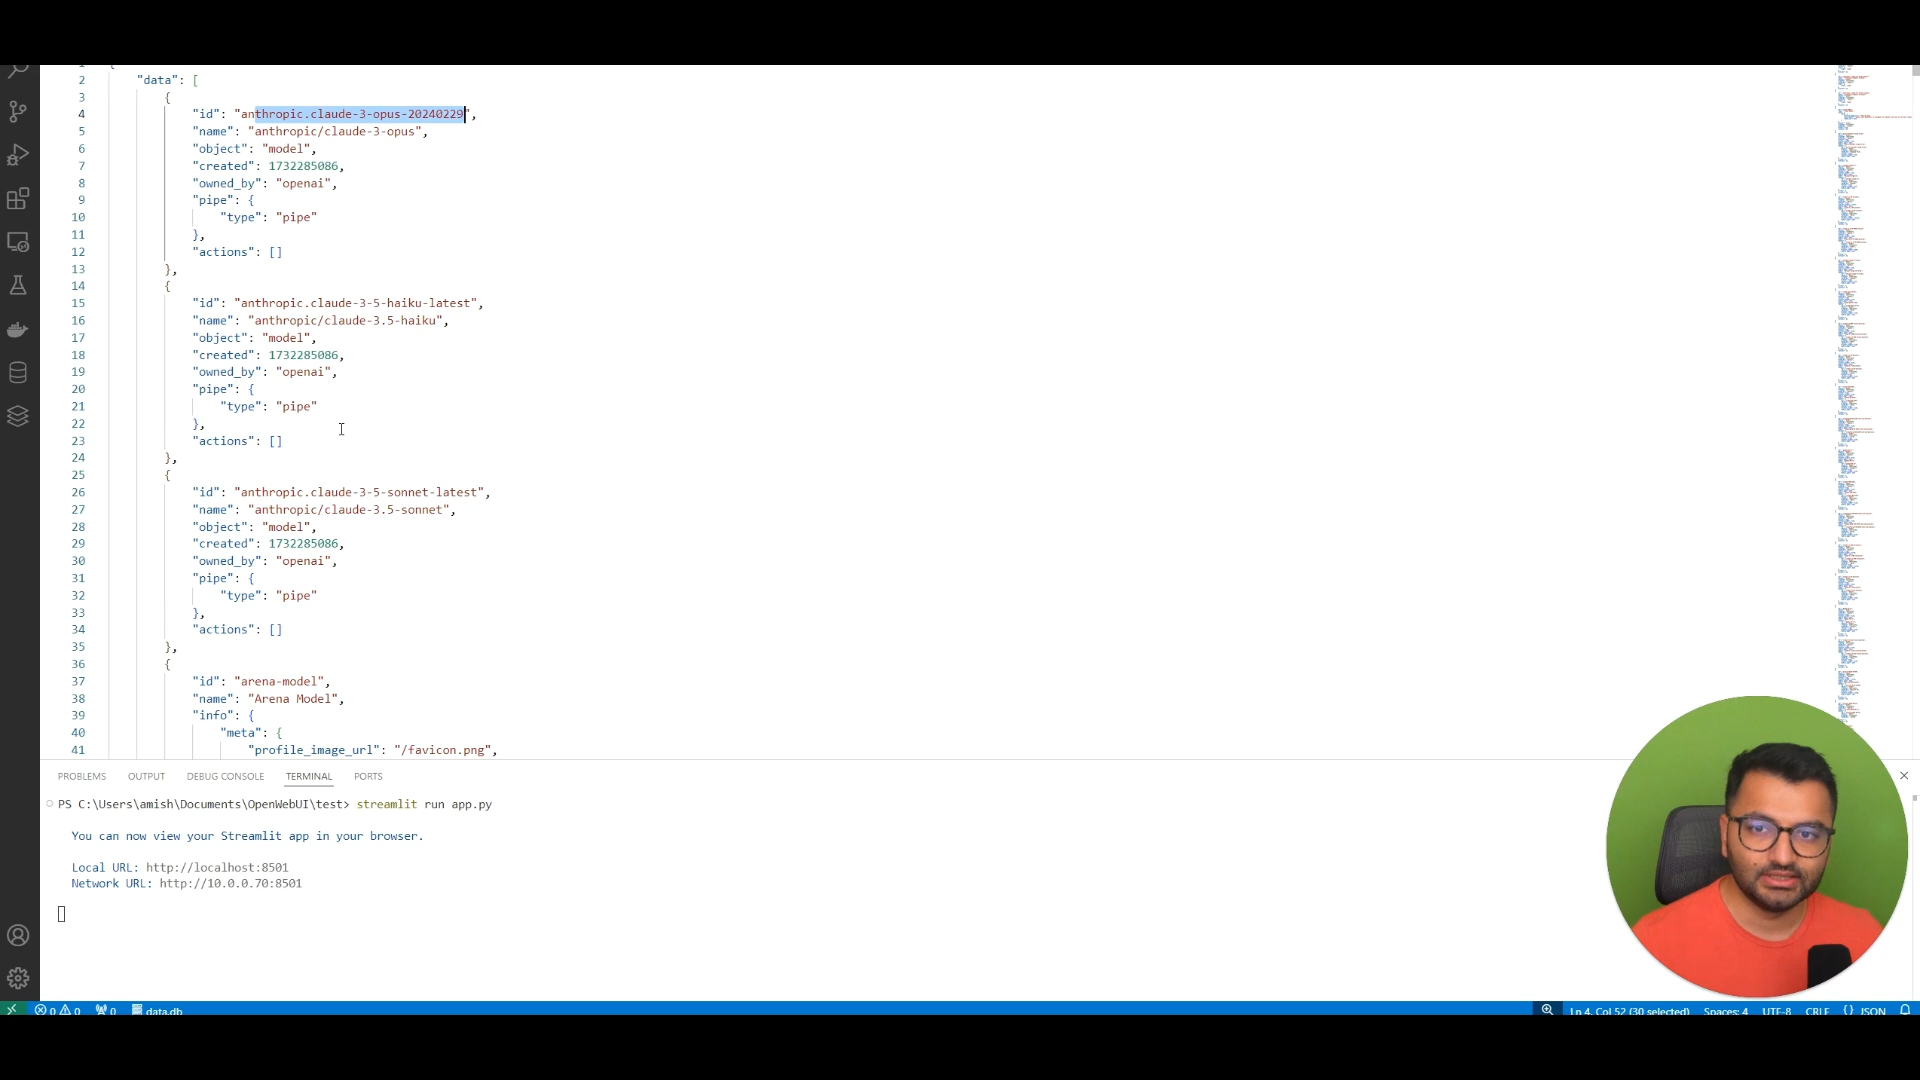 2 "data": [
3 {
4 "id": "anthropic.claude-3-opus-20240229",
5 "name": "anthropic/claude-3-opus",
6 "object": "model",
7 "created": 1732285086,
8 "owned_by": "openai",
9 "pipe": {
10 "type": "pipe"
11 },
12 "actions": []
13 },
14 {
15 "id": "anthropic.claude-3-5-haiku-latest",
16 "name": "anthropic/claude-3.5-haiku",
17 "object": "model",
18 "created": 1732285086,
19 "owned_by": "openai",
20 "pipe": {
21 "type": "pipe"
22 },
23 "actions": []
24 },
25 {
26 "id": "anthropic.claude-3-5-sonnet-latest",
27 "name": "anthropic/claude-3.5-sonnet",
28 "object": "model",
29 "created": 1732285086,
30 "owned_by": "openai",
31 "pipe": {
32 "type": "pipe"
33 },
34 "actions": []
35 },
36 {
37 "id": "arena-model",
38 "name": "Arena Model",
39 "info": {
40 "meta": {
41 "profile_image_url": "/favicon.png",
PROBLEMS OUTPUT DEBUG CONSOLE TERMINAL PORTS
PS C:\Users\amish\Documents\OpenWebUI\test> streamlit run app.py
You can now view your Streamlit app in your browser.
Local URL: http://localhost:8501
Network URL: http://10.0.0.70:8501
0 0 0 data.db Ln 4, Col 52 (30 selected) Spaces: 4 UTF-8 CRLF {} JSON